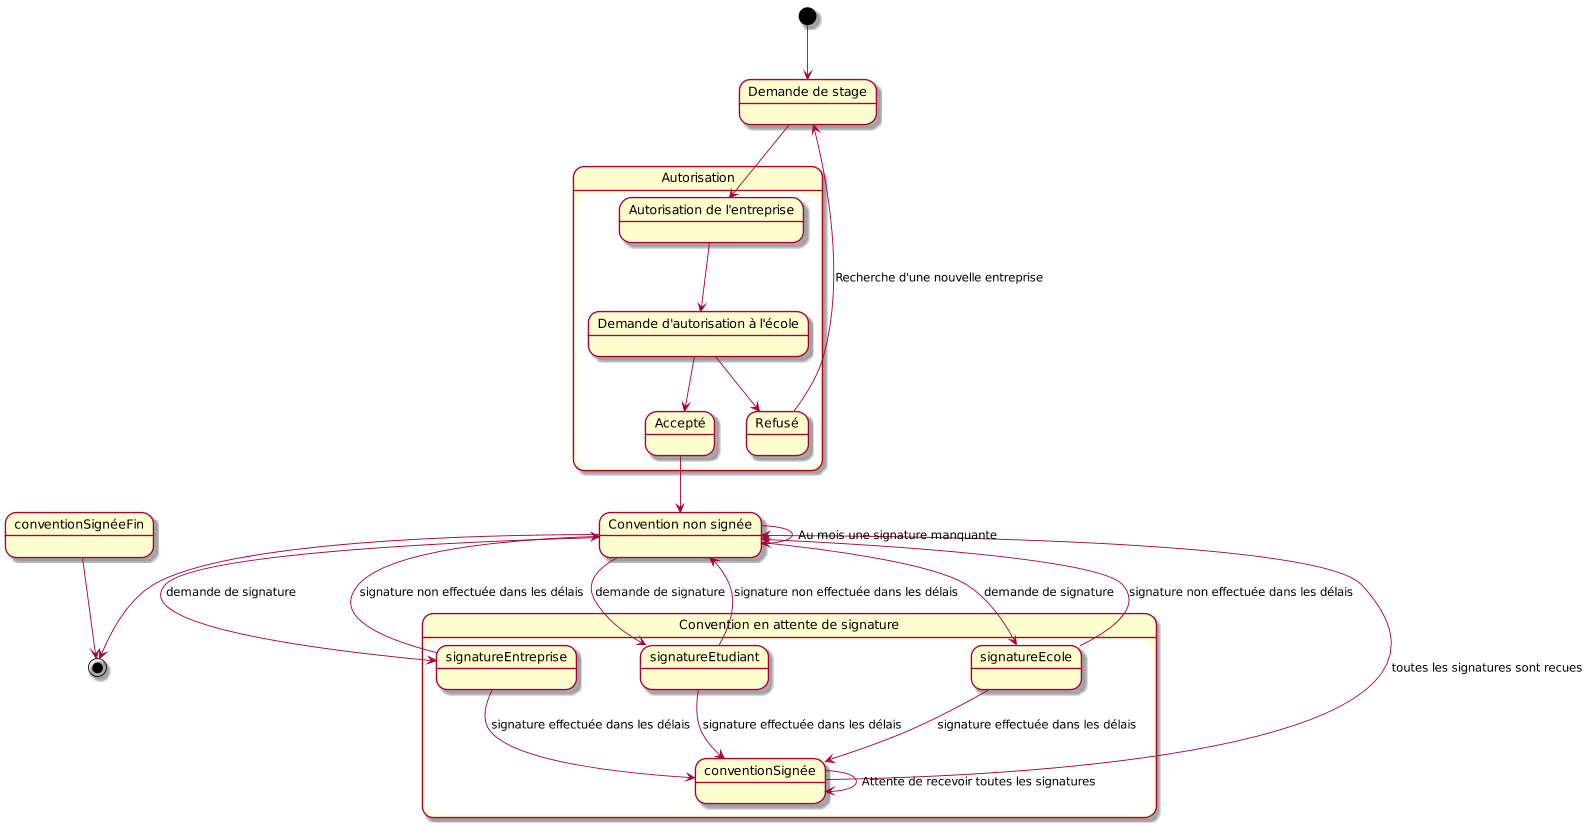 Demande de stage
Autorisation
Autorisation de l'entreprise
Recherche d'une nouvelle entreprise
Demande d'autorisation à l'école
Accepté
Refusé
conventionSignéeFin
Convention non signée
Au mois une signature manquante
demande de signature
signature non effectuée dans les délais
demande de signature
signature non effectuée dans les délais
demande de signature
signature non effectuée dans les délais
Convention en attente de signature
signatureEntreprise
signatureEtudiant
signatureEcole
toutes les signatures sont recues
signature effectuée dans les délais
signature effectuée dans les délais
signature effectuée dans les délais
conventionSignée
Attente de recevoir toutes les signatures